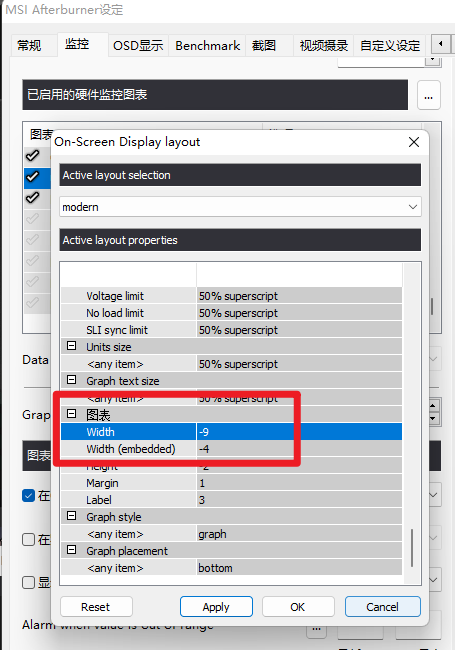 MSI Afterburner设定
常规 监控 OSD显示 Benchmark 截图 视频摄录 自定义设定
已启用的硬件监控图表 ...
图表
On-Screen Display layout
Active layout selection
modern
Active layout properties
Voltage limit 50% superscript
No load limit 50% superscript
SLI sync limit 50% superscript
Units size
<any item> 50% superscript
Graph text size
<any item> 50% superscript
图表
Width -9
Width (embedded) -4
Height -2
Margin 1
Label 3
Graph style
<any item> graph
Graph placement
<any item> bottom
Reset Apply OK Cancel
Data
Grap
图表
在
在
显
Alarm when value is out of range ...